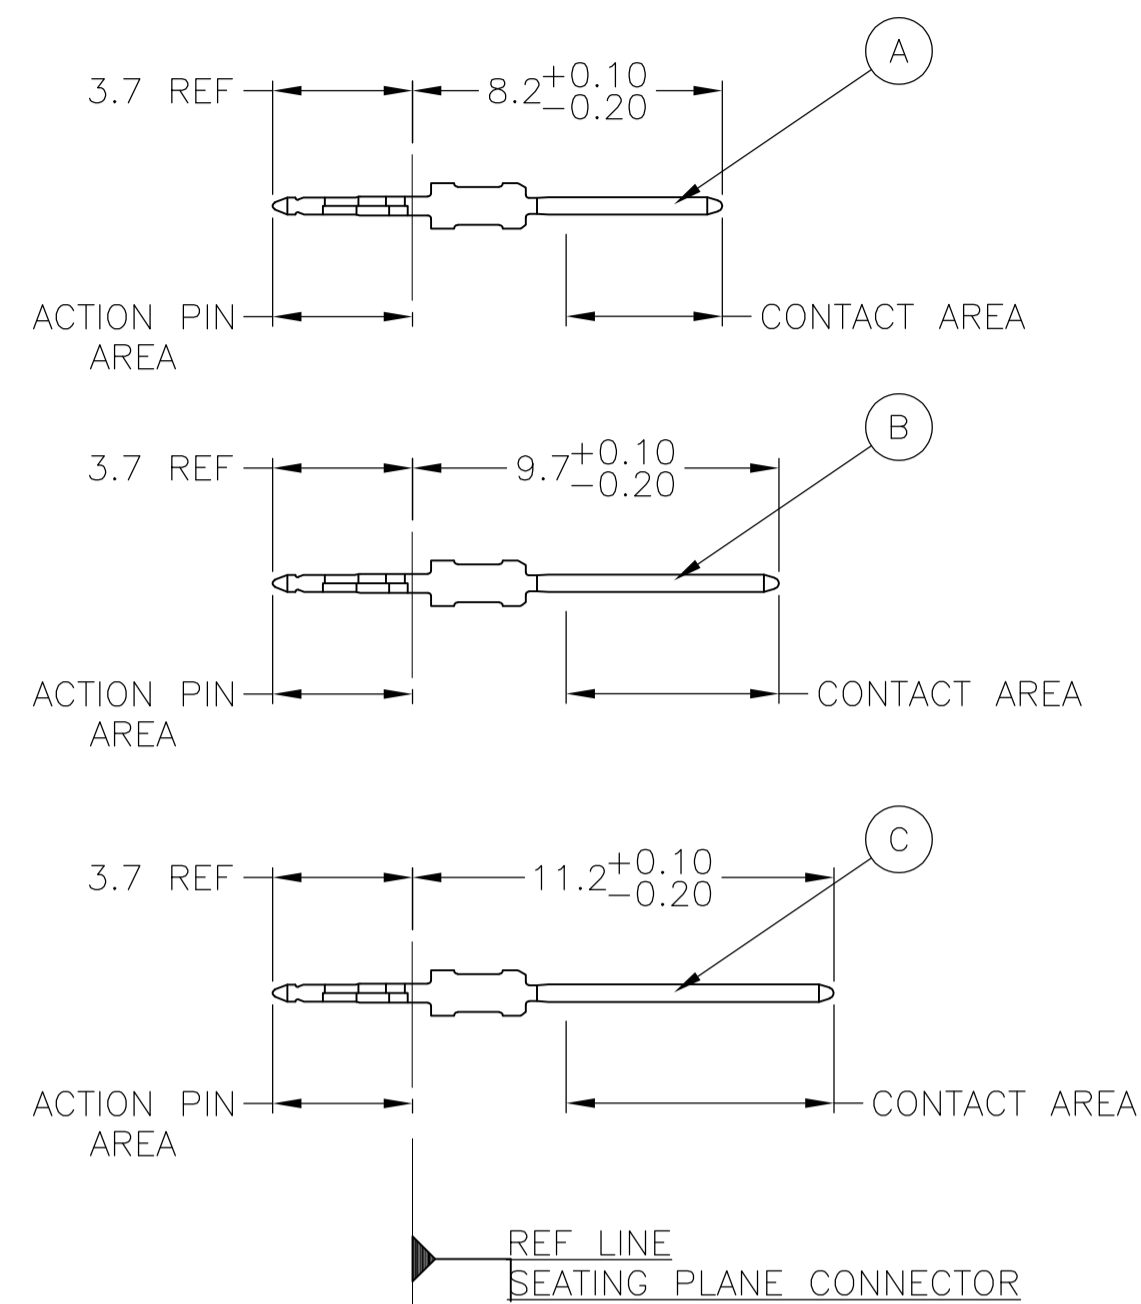 A
3.7 REF
8.2 +0.10
-0.20
ACTION PIN
AREA
CONTACT AREA
B
3.7 REF
9.7 +0.10
-0.20
ACTION PIN
AREA
CONTACT AREA
C
3.7 REF
11.2 +0.10
-0.20
ACTION PIN
AREA
CONTACT AREA
REF LINE
SEATING PLANE CONNECTOR